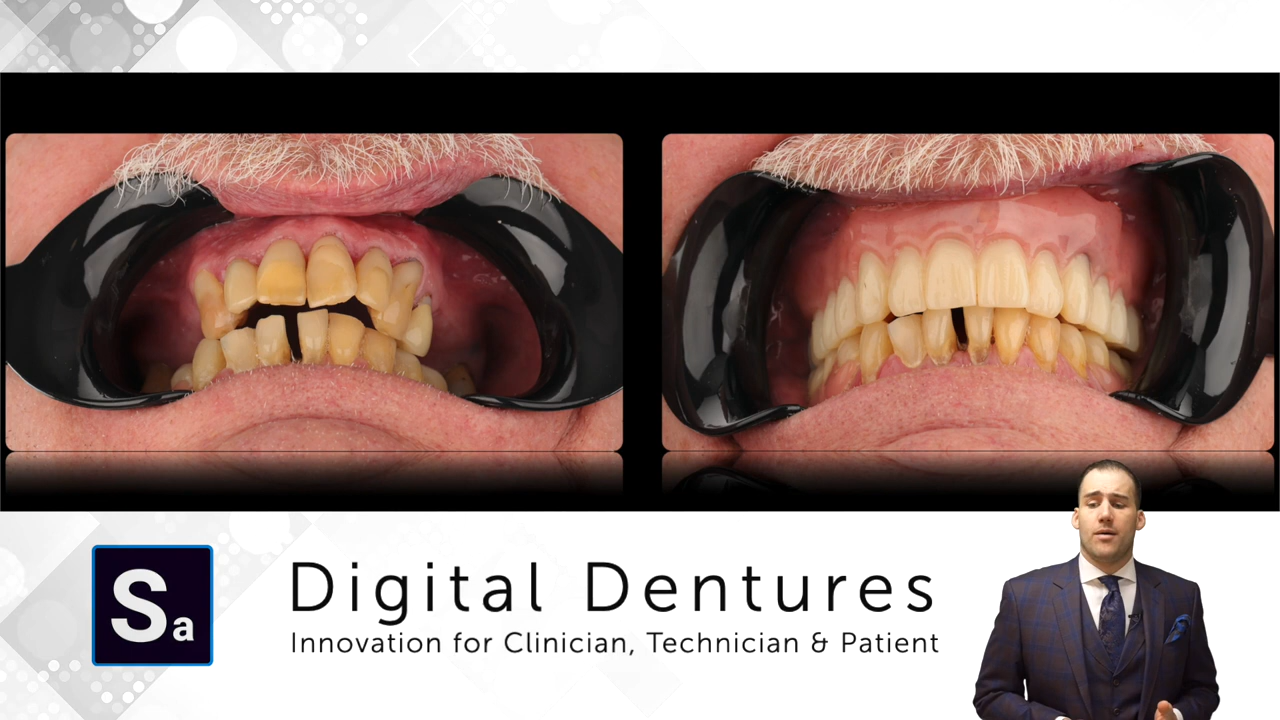 Sa
Digital Dentures
Innovation for Clinician, Technician & Patient